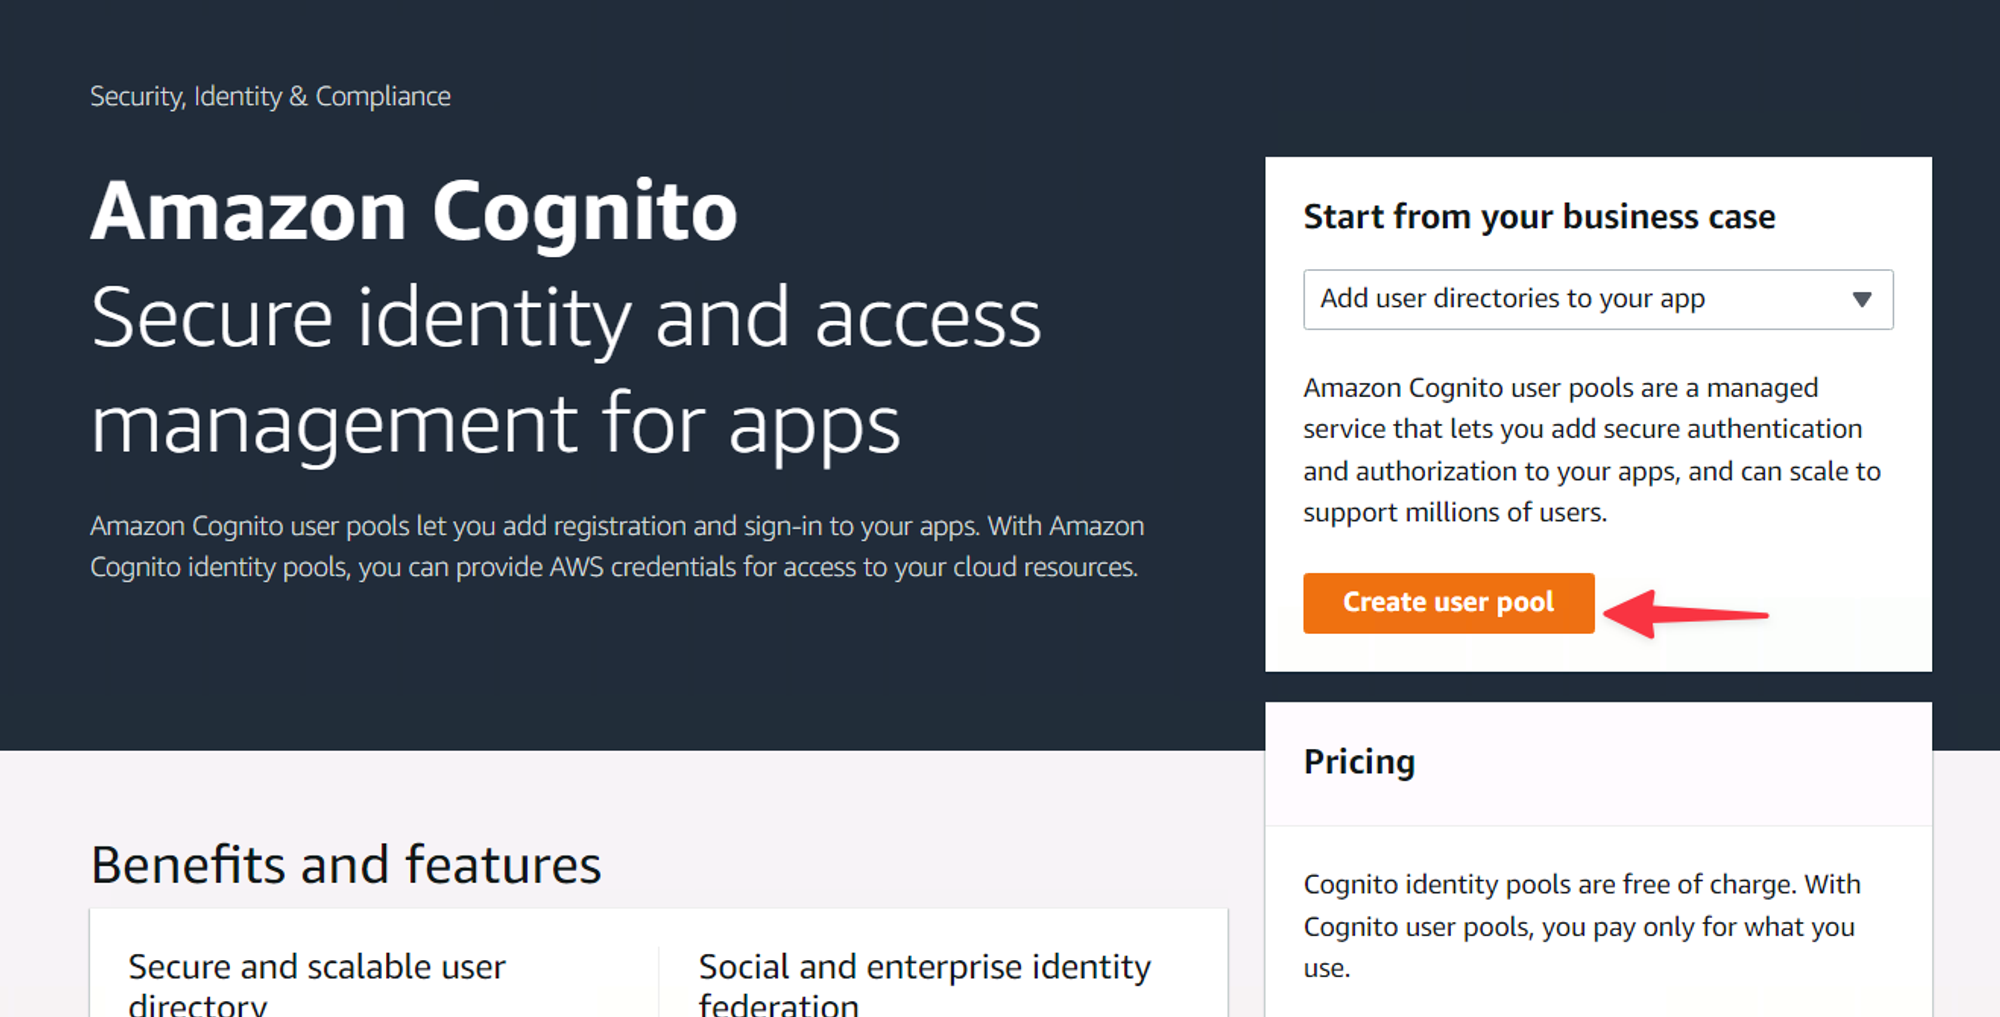 Security, Identity & Compliance
Amazon Cognito
Secure identity and access
management for apps
Amazon Cognito user pools let you add registration and sign-in to your apps. With Amazon
Cognito identity pools, you can provide AWS credentials for access to your cloud resources.
Start from your business case
Add user directories to your app
Amazon Cognito user pools are a managed
service that lets you add secure authentication
and authorization to your apps, and can scale to
support millions of users.
Create user pool
Pricing
Cognito identity pools are free of charge. With
Cognito user pools, you pay only for what you
use.
Benefits and features
Secure and scalable user
directory
Social and enterprise identity
federation